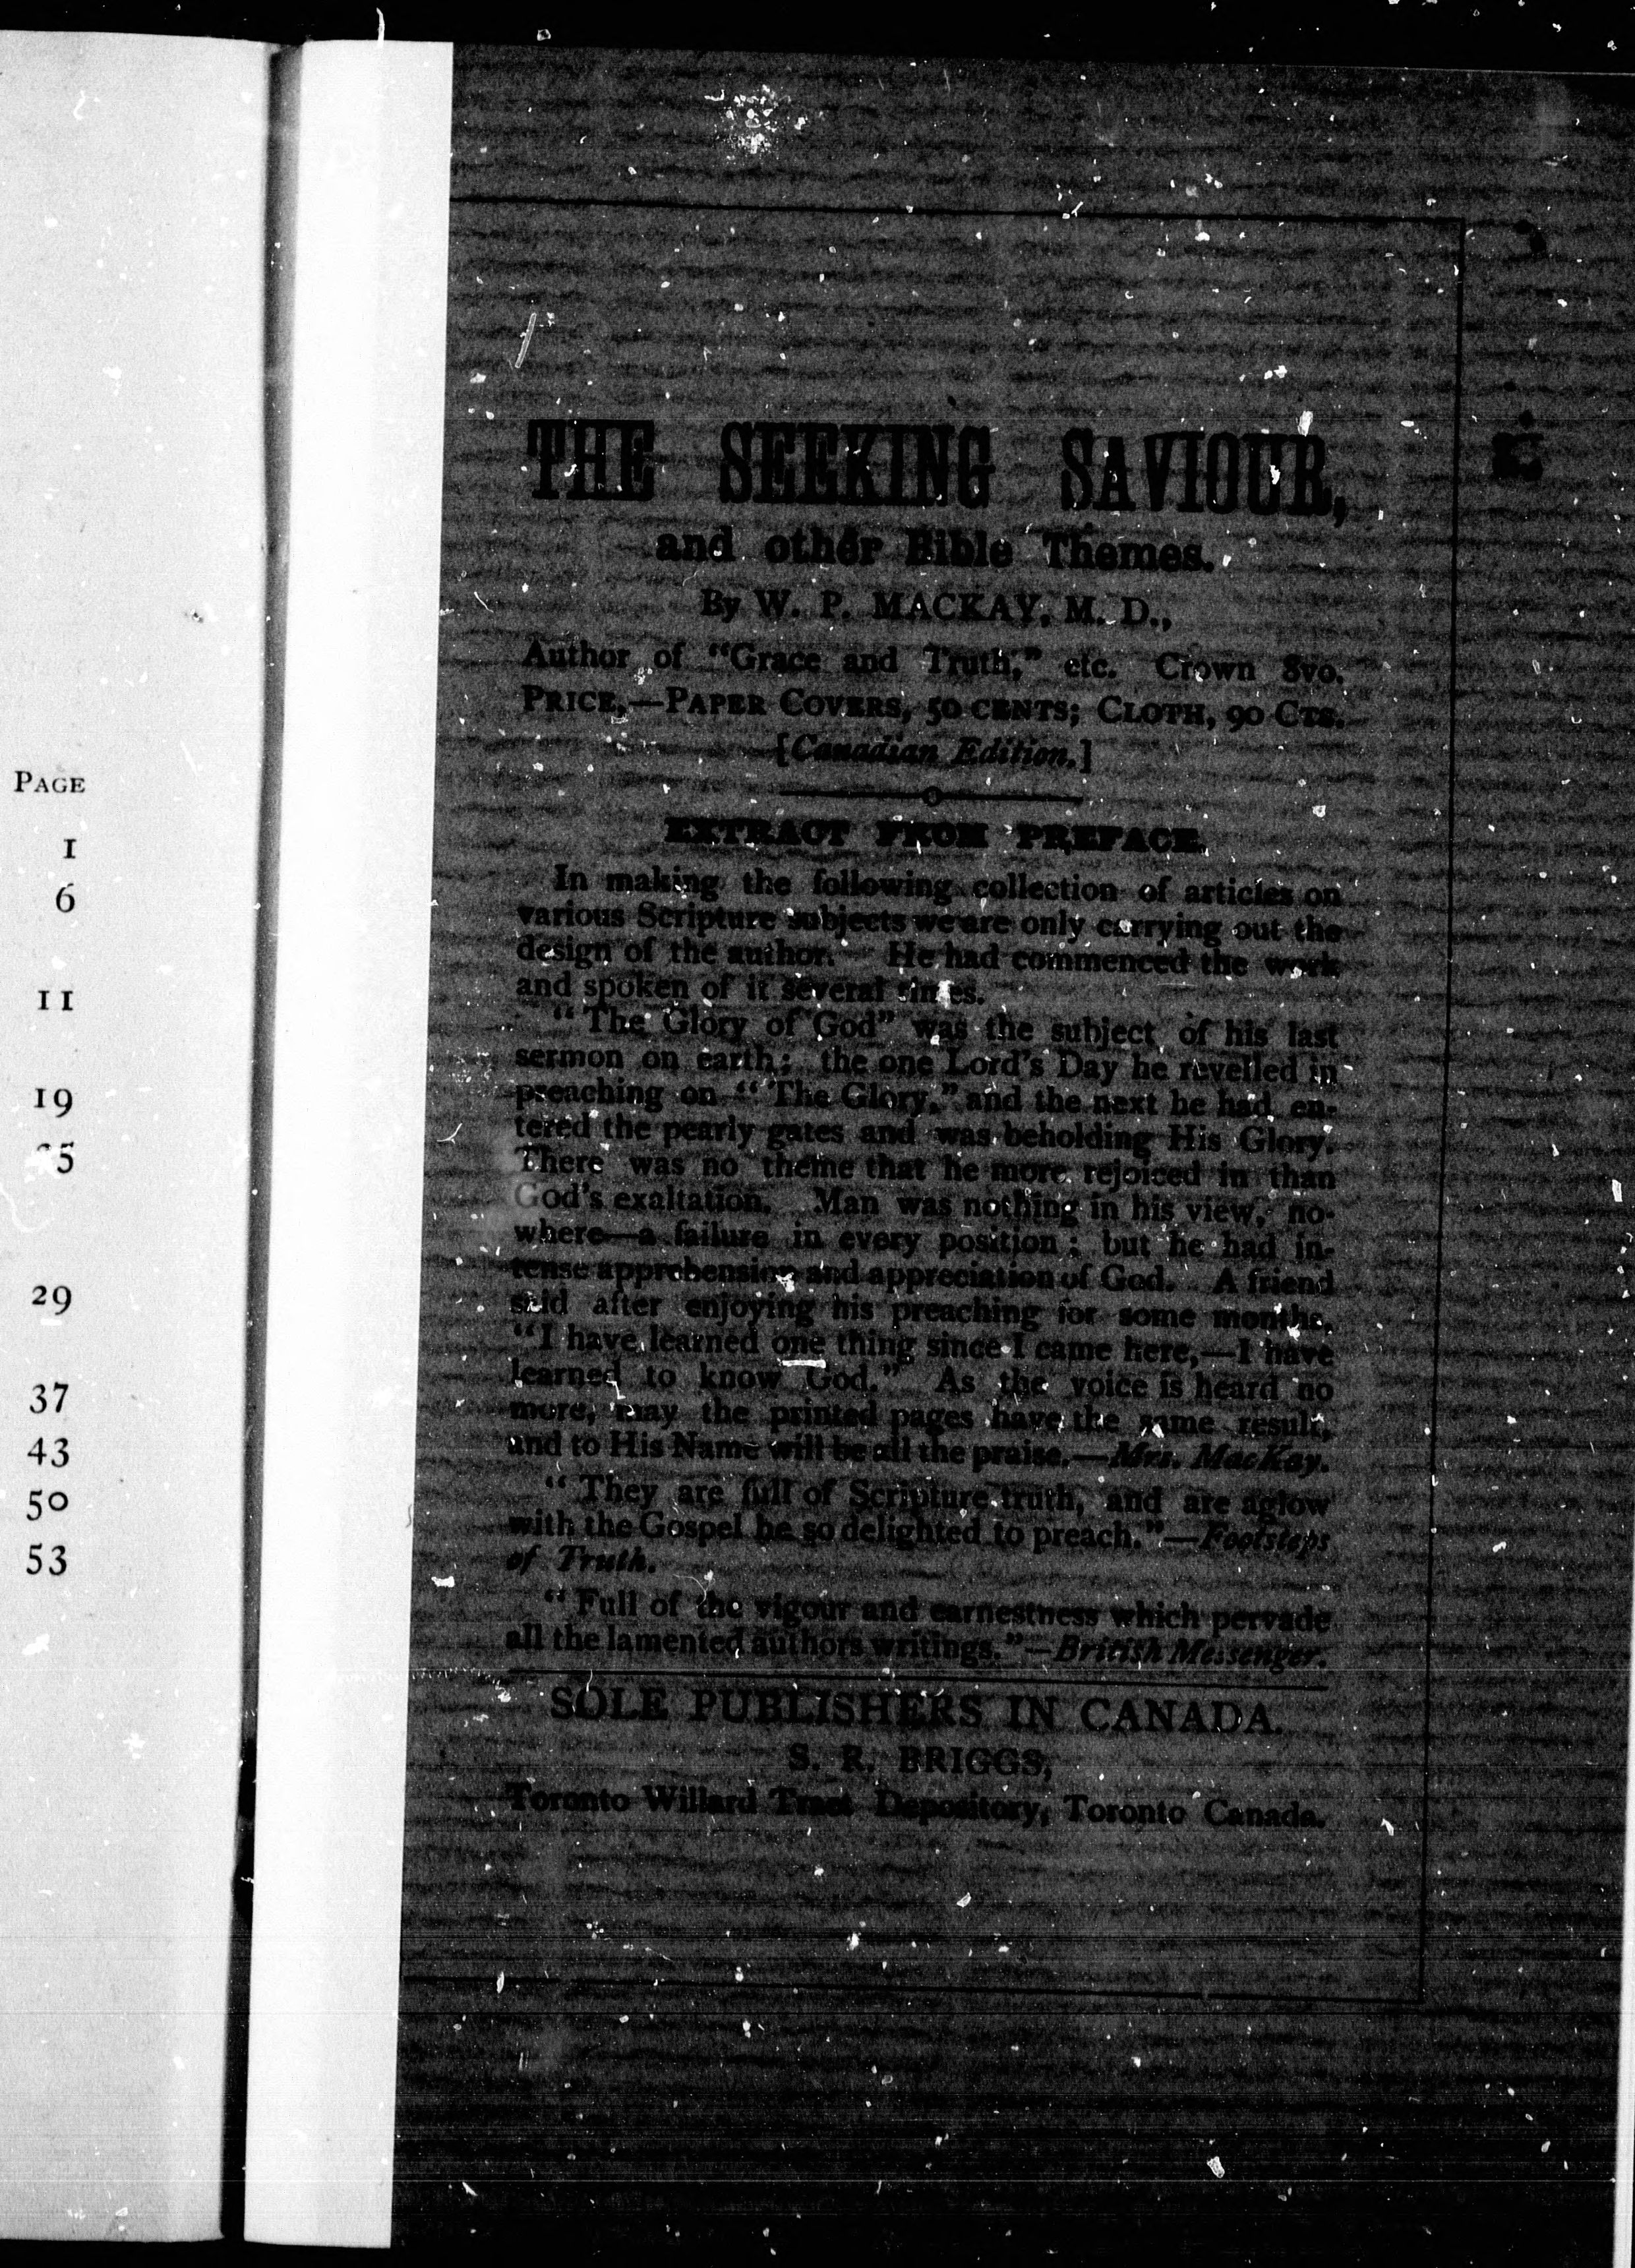 PAGE
1
6
11
19
5
29
37
43
50
53
THE SEEKING SAVIOUR,
and other Bible Themes.
By W. P. MACKAY, M. D.,
Author of "Grace and Truth," etc. Crown 8vo.
PRICE,—PAPER COVERS, 50 CENTS; CLOTH, 90 CTS.
[Canadian Edition.]
EXTRACT FROM PREFACE.
In making the following collection of articles on
various Scripture subjects we are only carrying out the
design of the author. He had commenced the work
and spoken of it several times.
"The Glory of God" was the subject of his last
sermon on earth; the one Lord's Day he revelled in
preaching on "The Glory," and the next he had en-
tered the pearly gates and was beholding His Glory.
There was no theme that he more rejoiced in than
God's exaltation. Man was nothing in his view, no-
where—a failure in every position; but he had in-
tense apprehension and appreciation of God. A friend
said after enjoying his preaching for some months,
"I have learned one thing since I came here,—I have
learned to know God." As the voice is heard no
more, may the printed pages have the same result,
and to His Name will be all the praise.—Mrs. MacKay.
"They are full of Scripture truth, and are aglow
with the Gospel he so delighted to preach."—Footsteps
of Truth.
"Full of the vigour and earnestness which pervade
all the lamented authors writings."—British Messenger.
SOLE PUBLISHERS IN CANADA.
S. R. BRIGGS,
Toronto Willard Tract Depository, Toronto Canada.